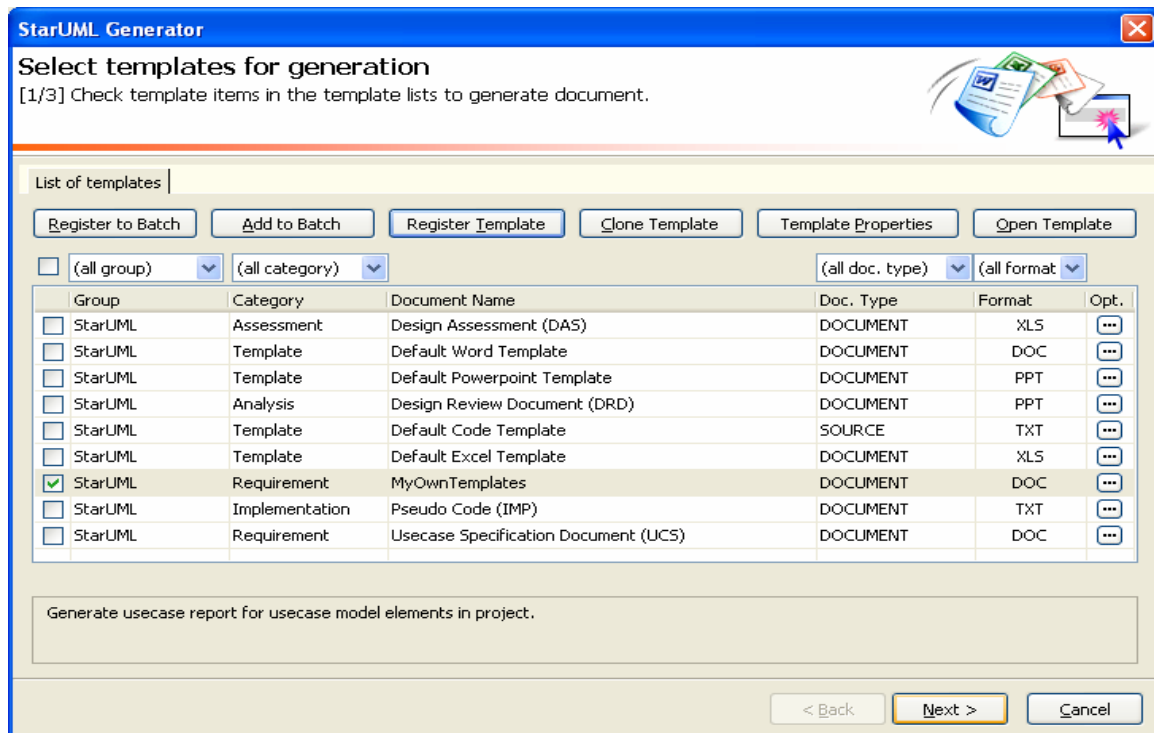 StarUML Generator
Select templates for generation
[1/3] Check template items in the template lists to generate document.
List of templates
Register to Batch Add to Batch Register Template Clone Template Template Properties Open Template
(all group) (all category) (all doc. type) (all format
Group Category Document Name Doc. Type Format Opt.
StarUML Assessment Design Assessment (DAS) DOCUMENT XLS ...
StarUML Template Default Word Template DOCUMENT DOC ...
StarUML Template Default Powerpoint Template DOCUMENT PPT ...
StarUML Analysis Design Review Document (DRD) DOCUMENT PPT ...
StarUML Template Default Code Template SOURCE TXT ...
StarUML Template Default Excel Template DOCUMENT XLS ...
StarUML Requirement MyOwnTemplates DOCUMENT DOC ...
StarUML Implementation Pseudo Code (IMP) DOCUMENT TXT ...
StarUML Requirement Usecase Specification Document (UCS) DOCUMENT DOC ...
Generate usecase report for usecase model elements in project.
< Back Next > Cancel